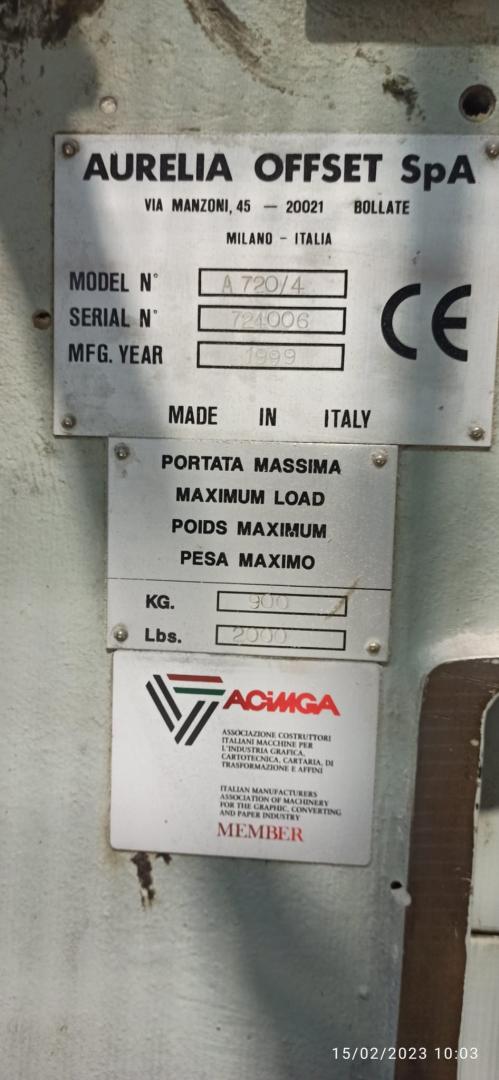 AURELIA OFFSET SpA
VIA MANZONI, 45 — 20021 BOLLATE
MILANO - ITALIA
MODEL N° A 720/4
SERIAL N° 724006
MFG. YEAR 1999
CE
MADE IN ITALY
PORTATA MASSIMA
MAXIMUM LOAD
POIDS MAXIMUM
PESA MAXIMO
KG. 900
Lbs. 2000
ACiMGA
ASSOCIAZIONE COSTRUTTORI
ITALIANI MACCHINE PER
L'INDUSTRIA GRAFICA,
CARTOTECNICA, CARTARIA, DI
TRASFORMAZIONE E AFFINI
ITALIAN MANUFACTURERS
ASSOCIATION OF MACHINERY
FOR THE GRAPHIC, CONVERTING
AND PAPER INDUSTRY
MEMBER
15/02/2023 10:03